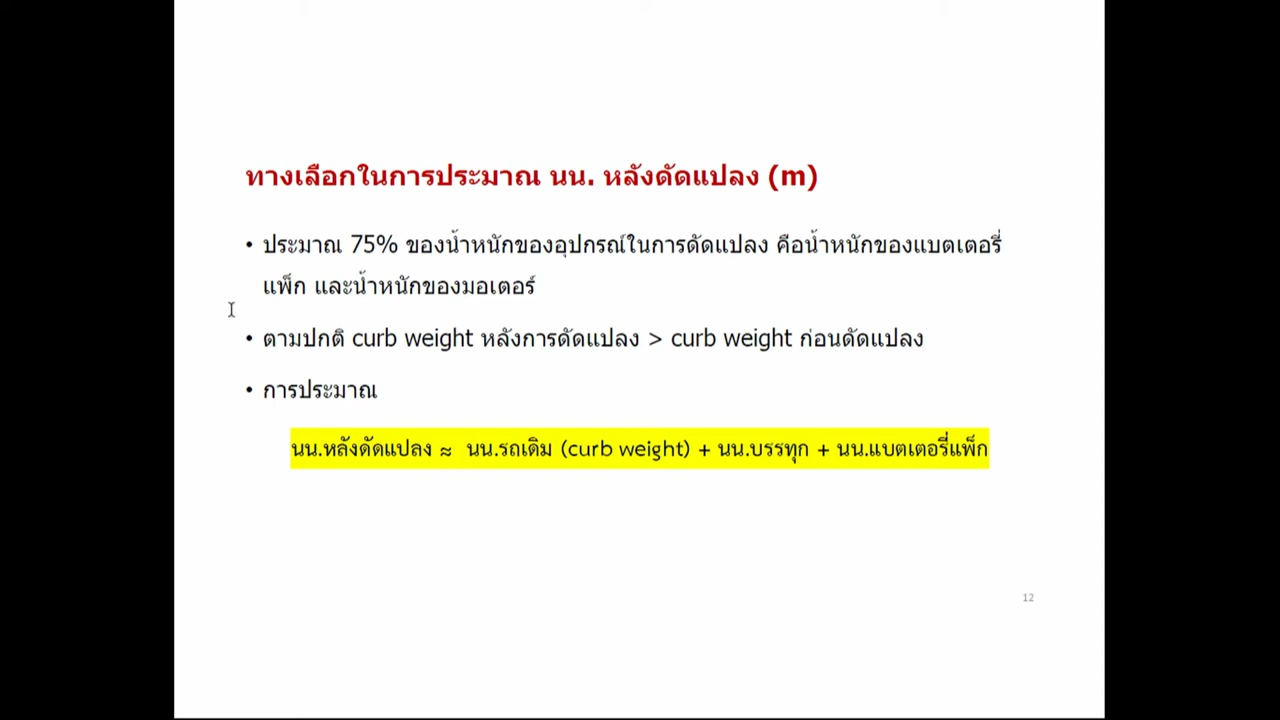 ทางเลือกในการประมาณ นน. หลังดัดแปลง (m)
• ประมาณ 75% ของน้ำหนักของอุปกรณ์ในการดัดแปลง คือน้ำหนักของแบตเตอรี่
แพ็ก และน้ำหนักของมอเตอร์
• ตามปกติ curb weight หลังการดัดแปลง > curb weight ก่อนดัดแปลง
• การประมาณ
นน.หลังดัดแปลง ≈ นน.รถเดิม (curb weight) + นน.บรรทุก + นน.แบตเตอรี่แพ็ก
12